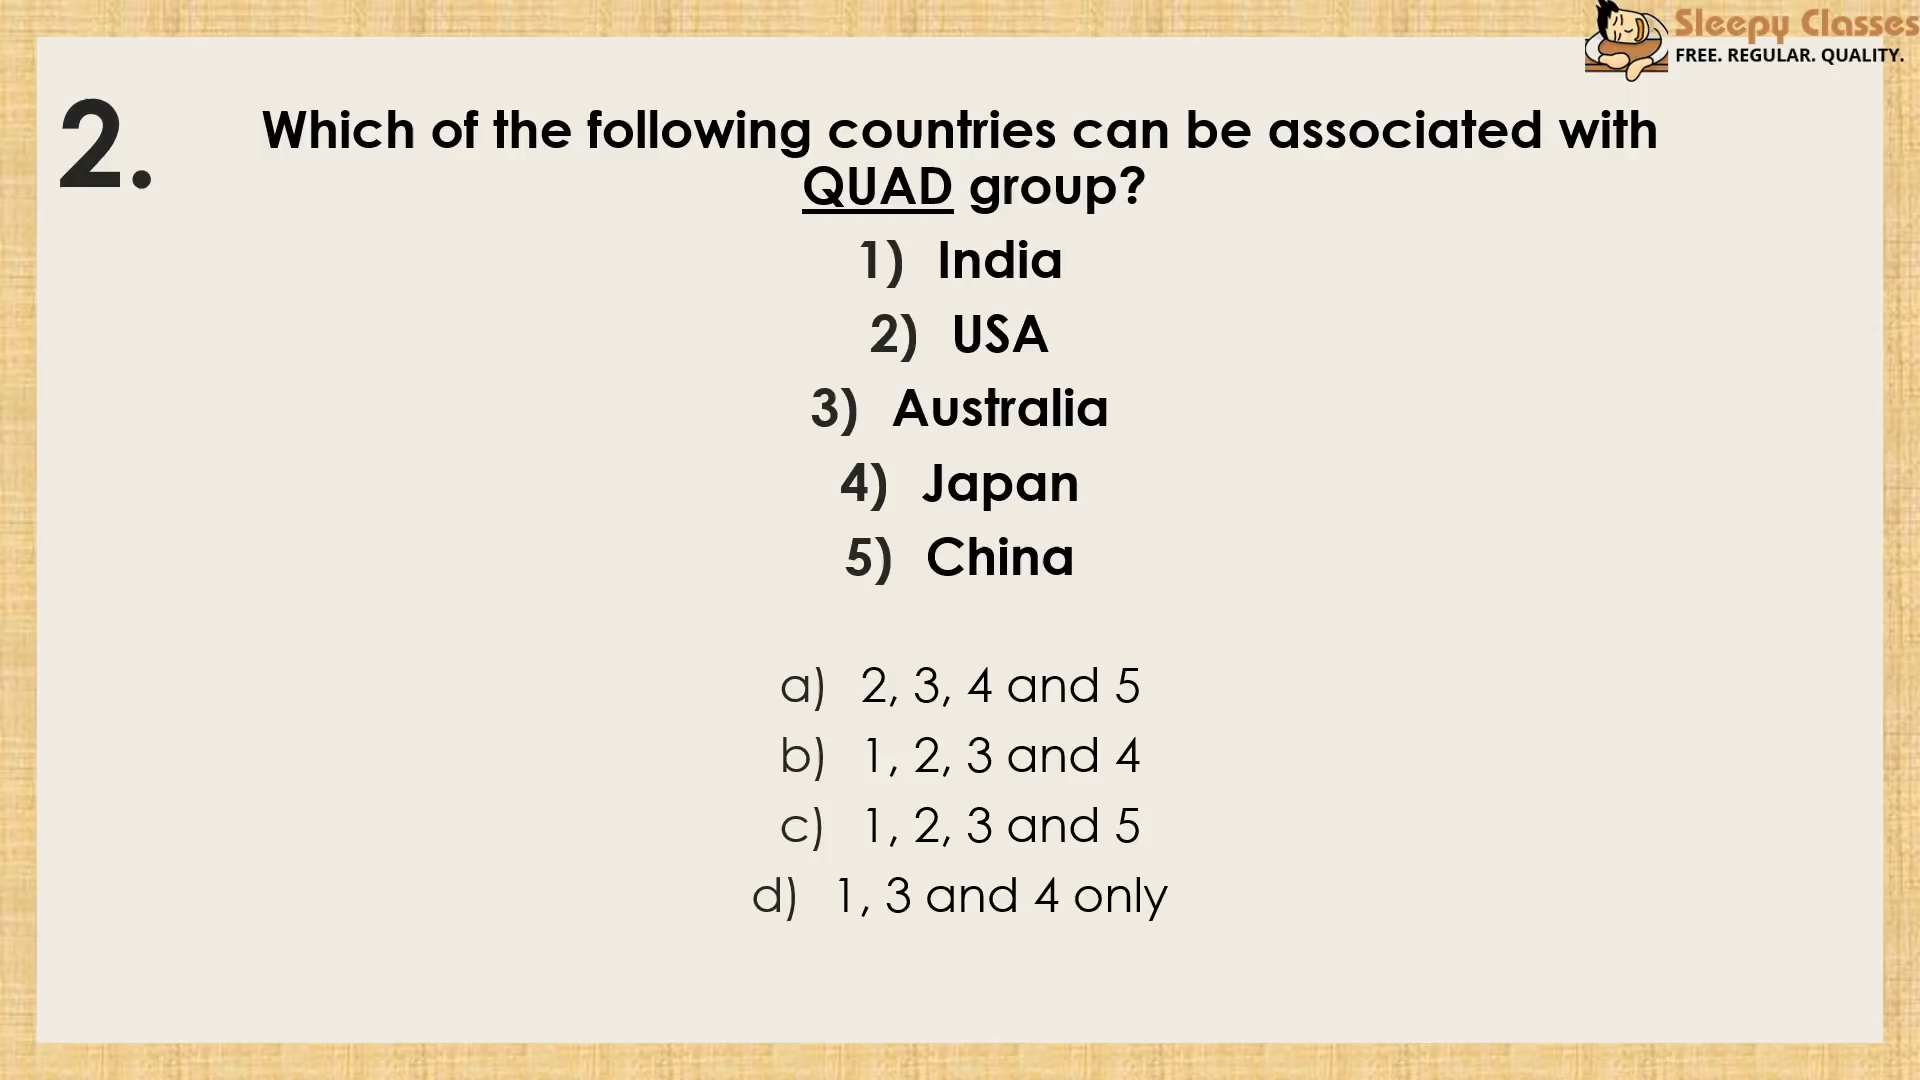 Sleepy Classes
FREE. REGULAR. QUALITY.
2. Which of the following countries can be associated with
QUAD group?
1) India
2) USA
3) Australia
4) Japan
5) China
a) 2, 3, 4 and 5
b) 1, 2, 3 and 4
c) 1, 2, 3 and 5
d) 1, 3 and 4 only